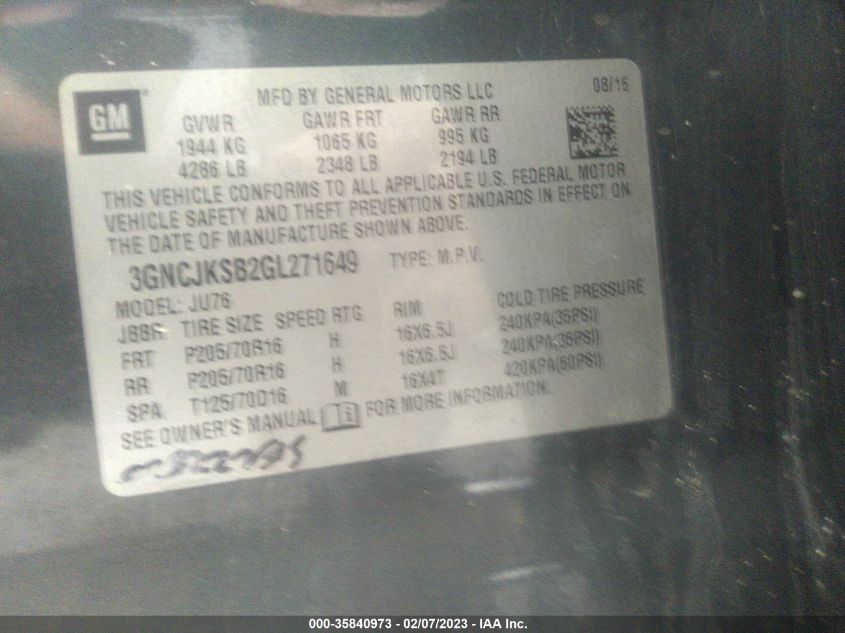 GM
MFD BY GENERAL MOTORS LLC
08/16
GVWR GAWR FRT GAWR RR
1944 KG 1065 KG 995 KG
4286 LB 2348 LB 2194 LB
THIS VEHICLE CONFORMS TO ALL APPLICABLE U.S. FEDERAL MOTOR
VEHICLE SAFETY AND THEFT PREVENTION STANDARDS IN EFFECT ON
THE DATE OF MANUFACTURE SHOWN ABOVE.
3GNCJKSB2GL271649 TYPE: M.P.V.
MODEL: JU76
JBBR TIRE SIZE SPEED RTG RIM COLD TIRE PRESSURE
FRT P205/70R16 H 16X6.5J 240KPA(35PSI)
RR P205/70R16 H 16X6.5J 240KPA(35PSI)
SPA T125/70D16 M 16X4T 420KPA(60PSI)
SEE OWNER'S MANUAL FOR MORE INFORMATION.
000-35840973 - 02/07/2023 - IAA Inc.